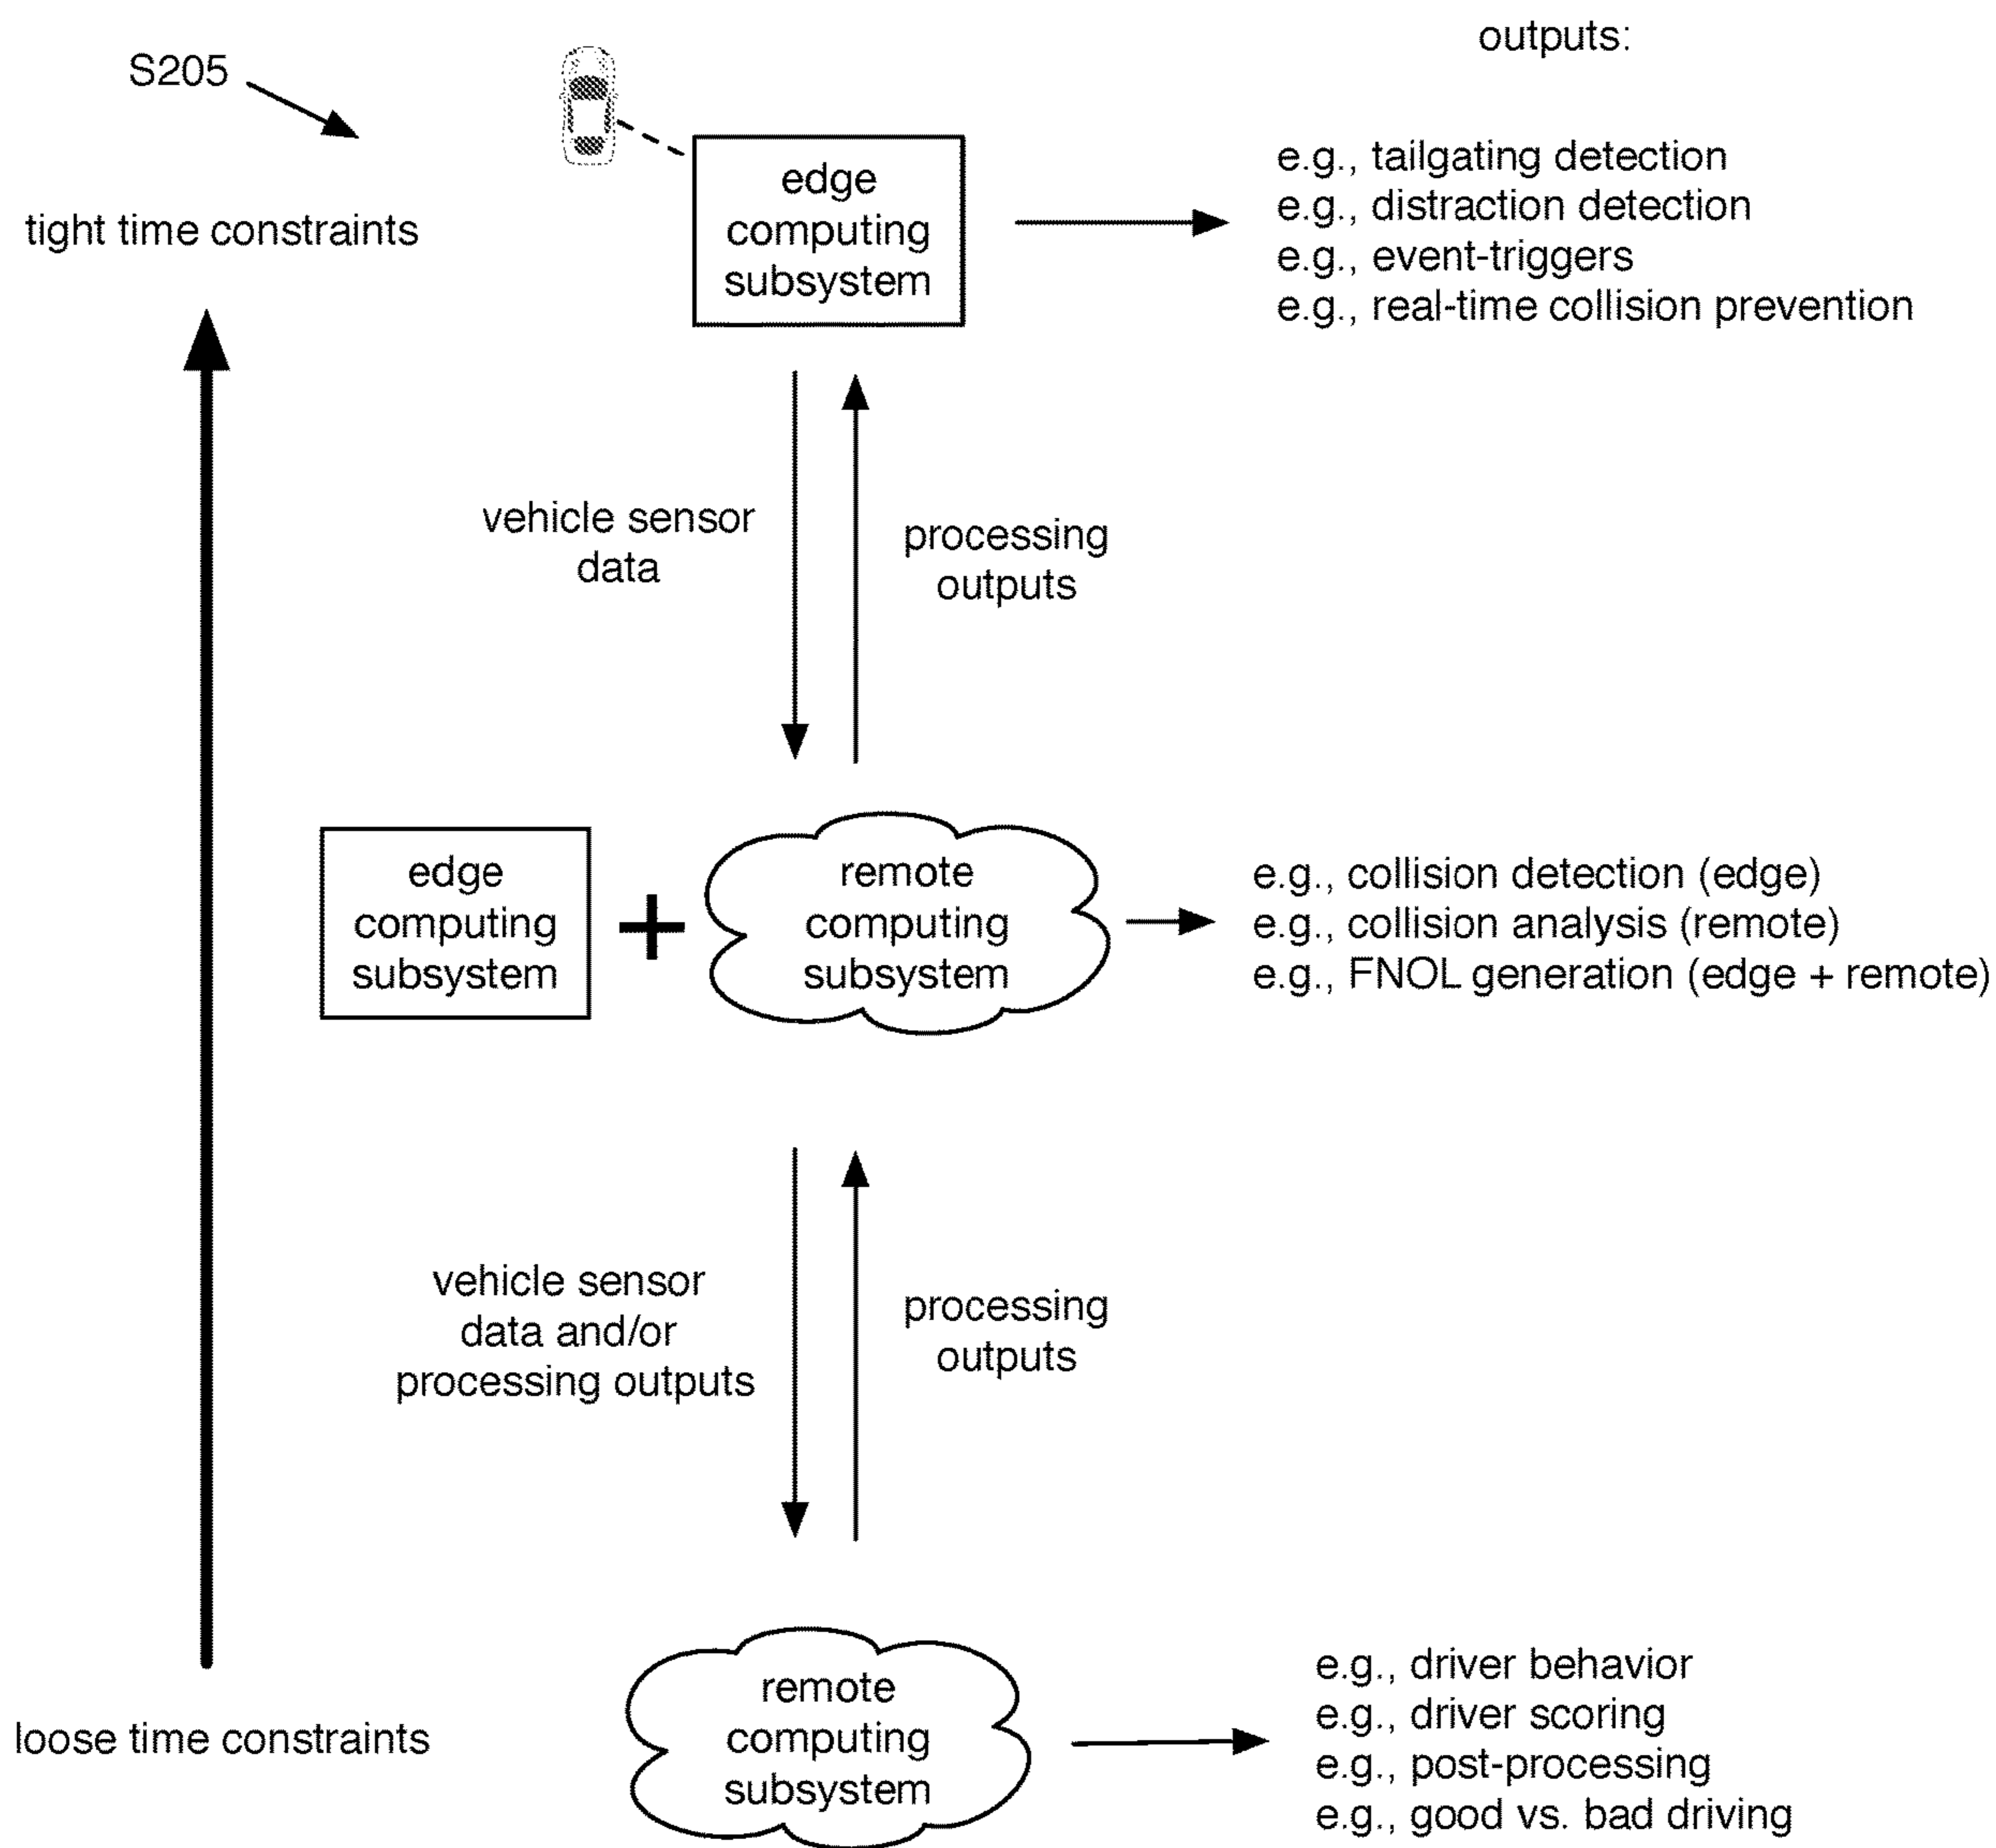 outputs:
S205
edge
computing
subsystem
e.g., tailgating detection
e.g., distraction detection
e.g., event-triggers
e.g., real-time collision prevention
tight time constraints
vehicle sensor
data
processing
outputs
edge
computing
subsystem
+
remote
computing
subsystem
e.g., collision detection (edge)
e.g., collision analysis (remote)
e.g., FNOL generation (edge + remote)
vehicle sensor
data and/or
processing outputs
processing
outputs
loose time constraints
remote
computing
subsystem
e.g., driver behavior
e.g., driver scoring
e.g., post-processing
e.g., good vs. bad driving